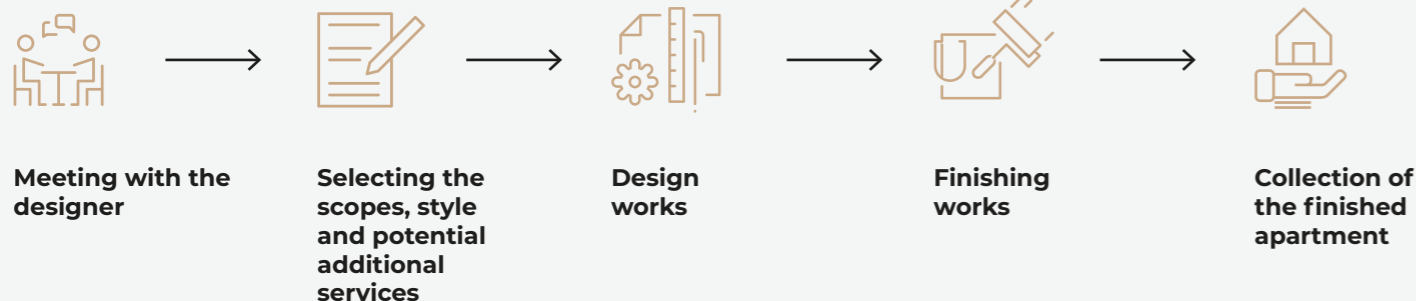 Meeting with the
designer
Selecting the
scopes, style
and potential
additional
services
Design
works
Finishing
works
Collection of
the finished
apartment